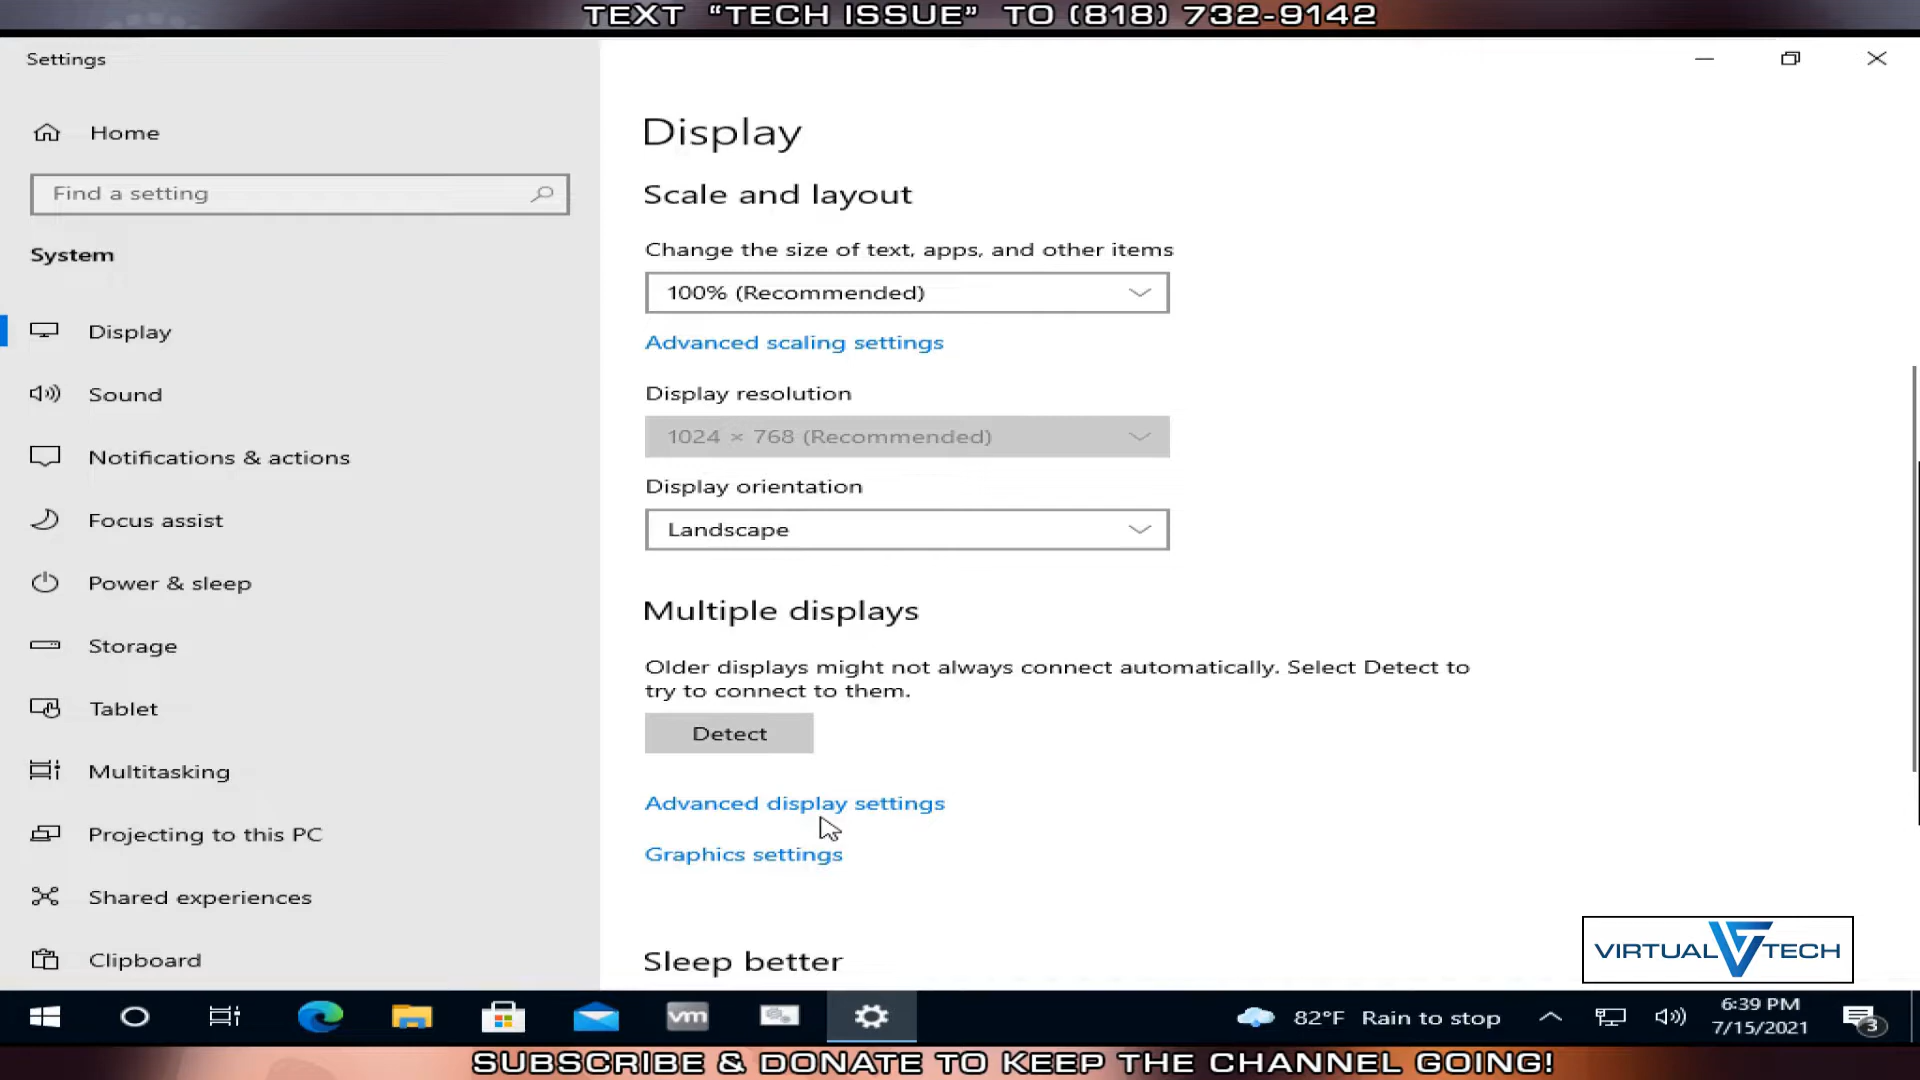 TEXT “TECH ISSUE” TO (818) 732-9142
Settings
Home
Find a setting
System
Display
Sound
Notifications & actions
Focus assist
Power & sleep
Storage
Tablet
Multitasking
Projecting to this PC
Shared experiences
Clipboard
Display
Scale and layout
Change the size of text, apps, and other items
100% (Recommended)
Advanced scaling settings
Display resolution
1024 × 768 (Recommended)
Display orientation
Landscape
Multiple displays
Older displays might not always connect automatically. Select Detect to
try to connect to them.
Detect
Advanced display settings
Graphics settings
Sleep better
VIRTUAL VT TECH
vm
82°F Rain to stop
6:39 PM
7/15/2021
3
SUBSCRIBE & DONATE TO KEEP THE CHANNEL GOING!